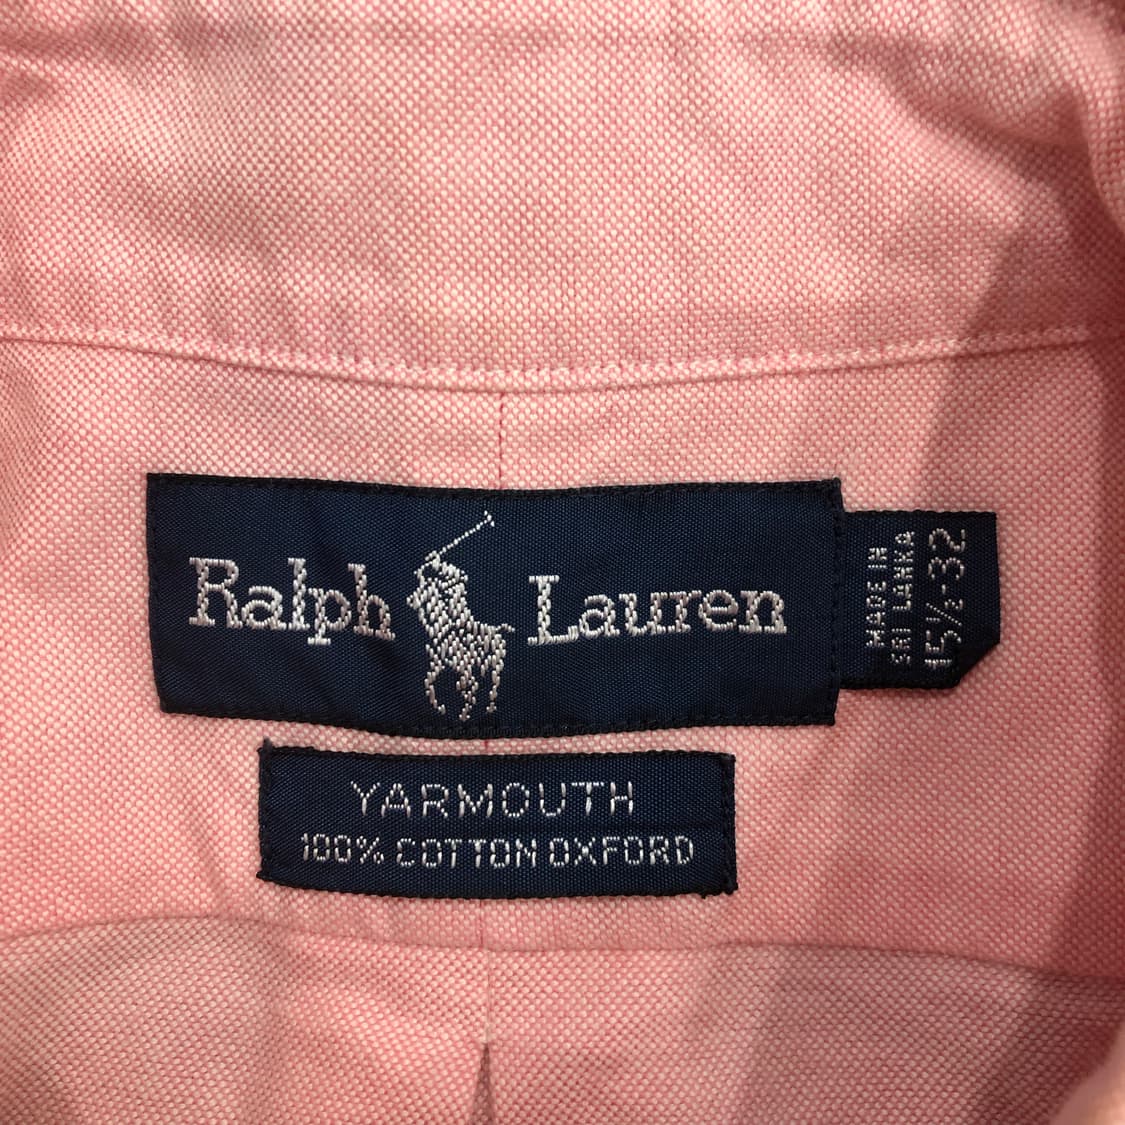 Ralph Lauren
MADE IN
SRI LANKA
15½-32
YARMOUTH
100% COTTON OXFORD